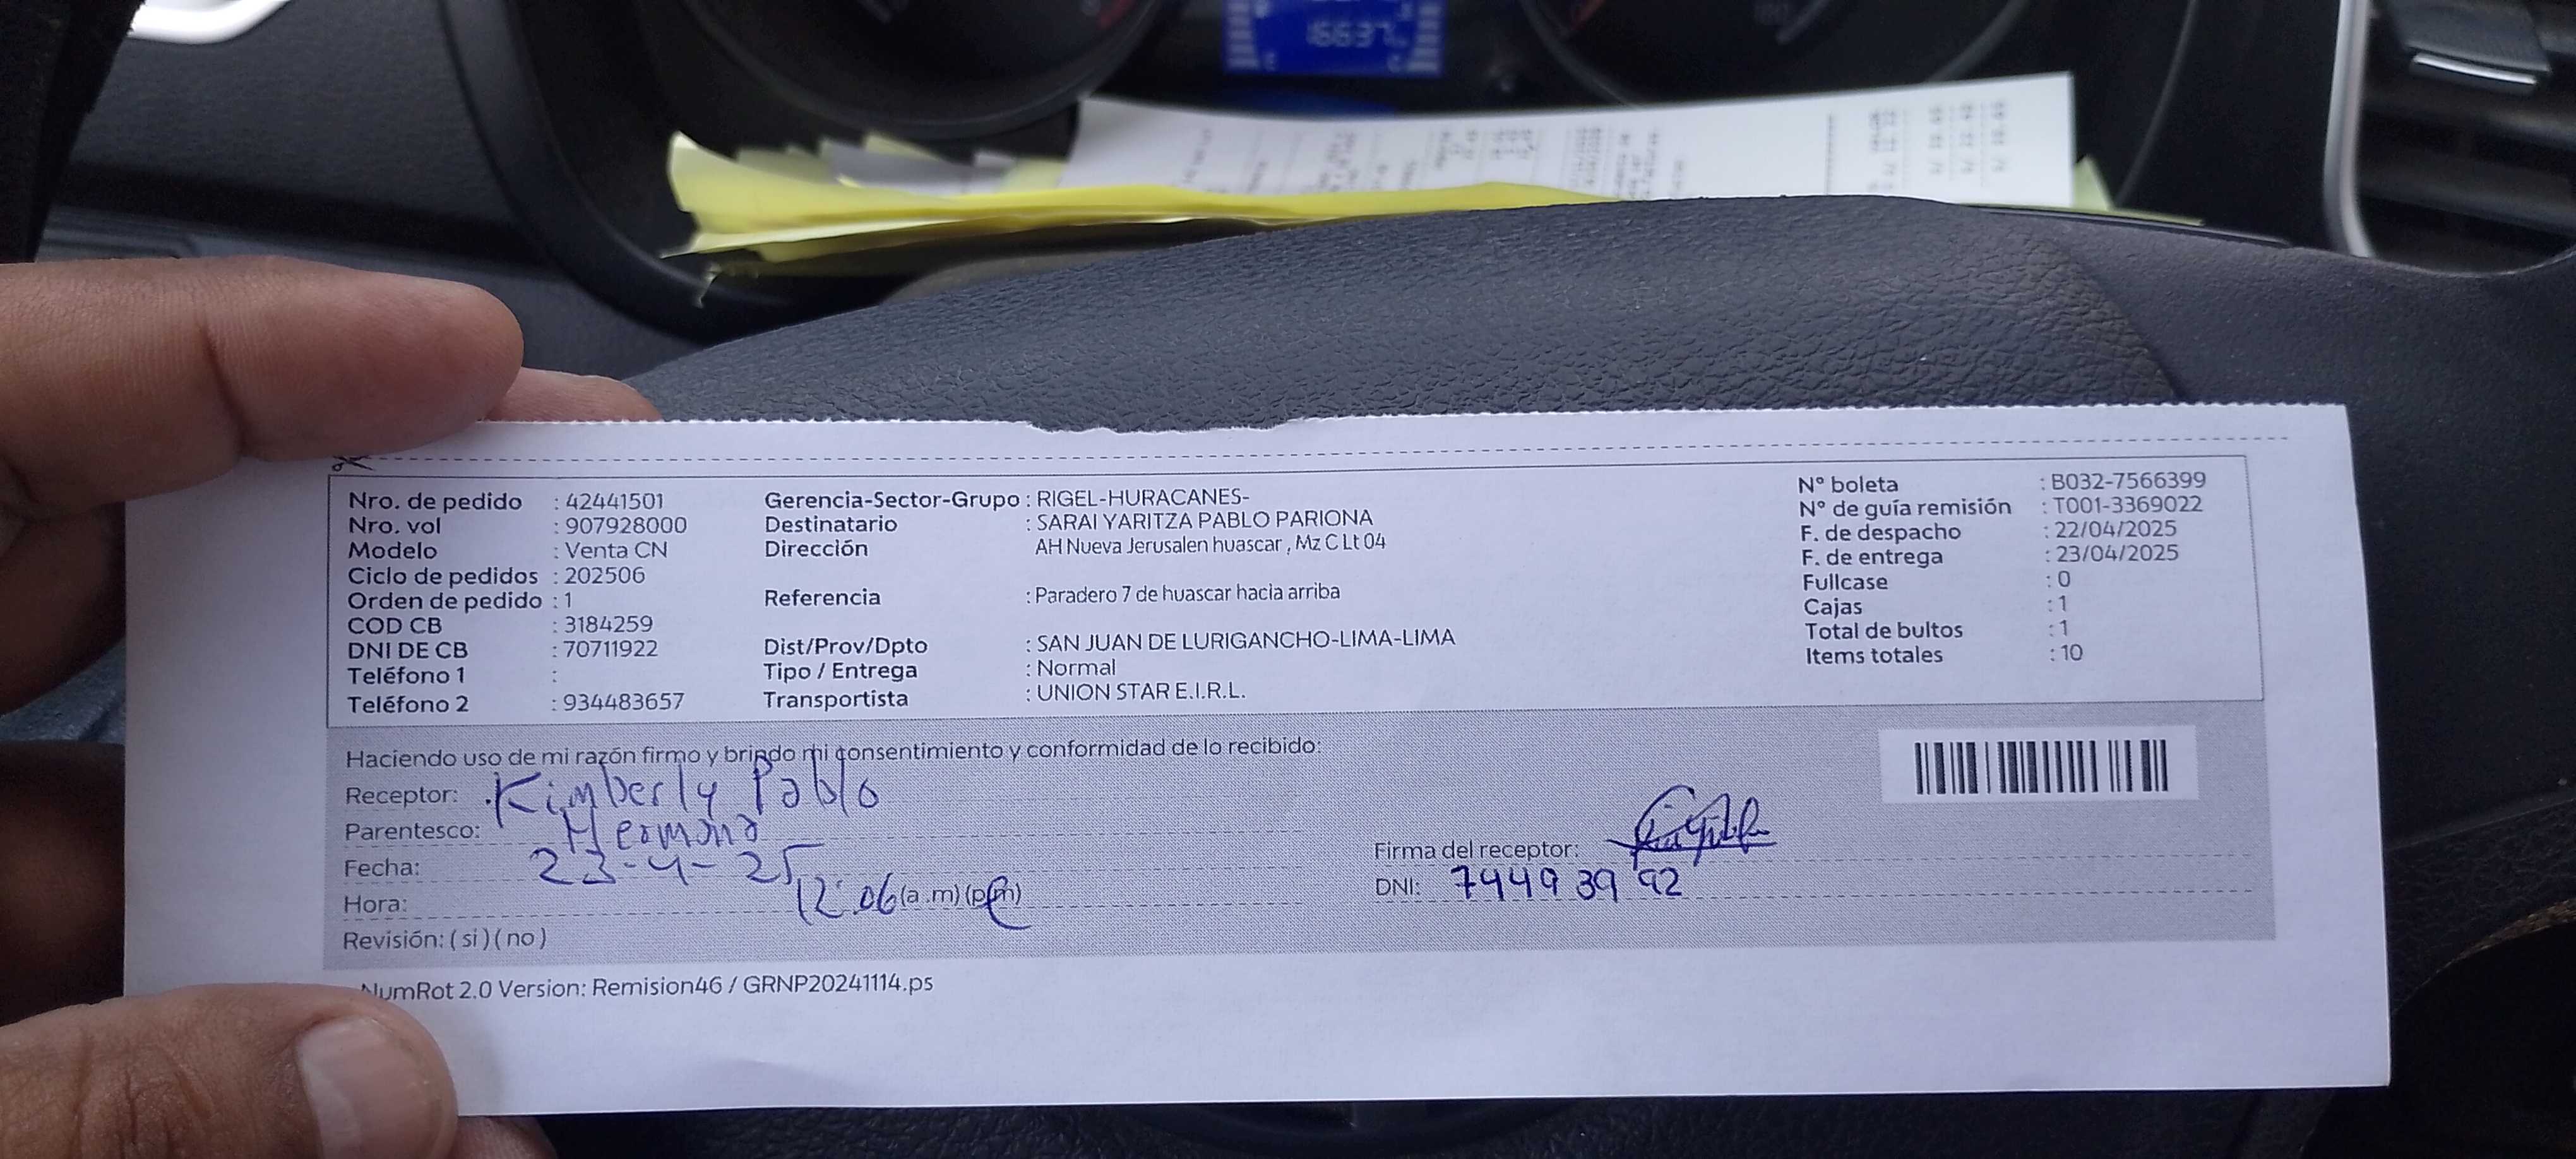 Nro. de pedido : 42441501
Nro. vol : 907928000
Modelo : Venta CN
Ciclo de pedidos : 202506
Orden de pedido : 1
COD CB : 3184259
DNI DE CB : 70711922
Teléfono 1 :
Teléfono 2 : 934483657
Gerencia-Sector-Grupo : RIGEL-HURACANES-
Destinatario : SARAI YARITZA PABLO PARIONA
Dirección AH Nueva Jerusalen huascar , Mz C Lt 04
Referencia : Paradero 7 de huascar hacia arriba
Dist/Prov/Dpto : SAN JUAN DE LURIGANCHO-LIMA-LIMA
Tipo / Entrega : Normal
Transportista : UNION STAR E.I.R.L.
N° boleta : B032-7566399
N° de guía remisión : T001-3369022
F. de despacho : 22/04/2025
F. de entrega : 23/04/2025
Fullcase : 0
Cajas : 1
Total de bultos : 1
Items totales : 10
Haciendo uso de mi razón firmo y brindo mi consentimiento y conformidad de lo recibido:
Receptor: Kimberly Pablo
Parentesco: Hermana
Fecha: 23-4-25
Hora: 12:06 (a.m) (pm)
Revisión: ( si ) ( no )
Firma del receptor:
DNI: 74493992
NumRot 2.0 Version: Remision46 / GRNP20241114.ps